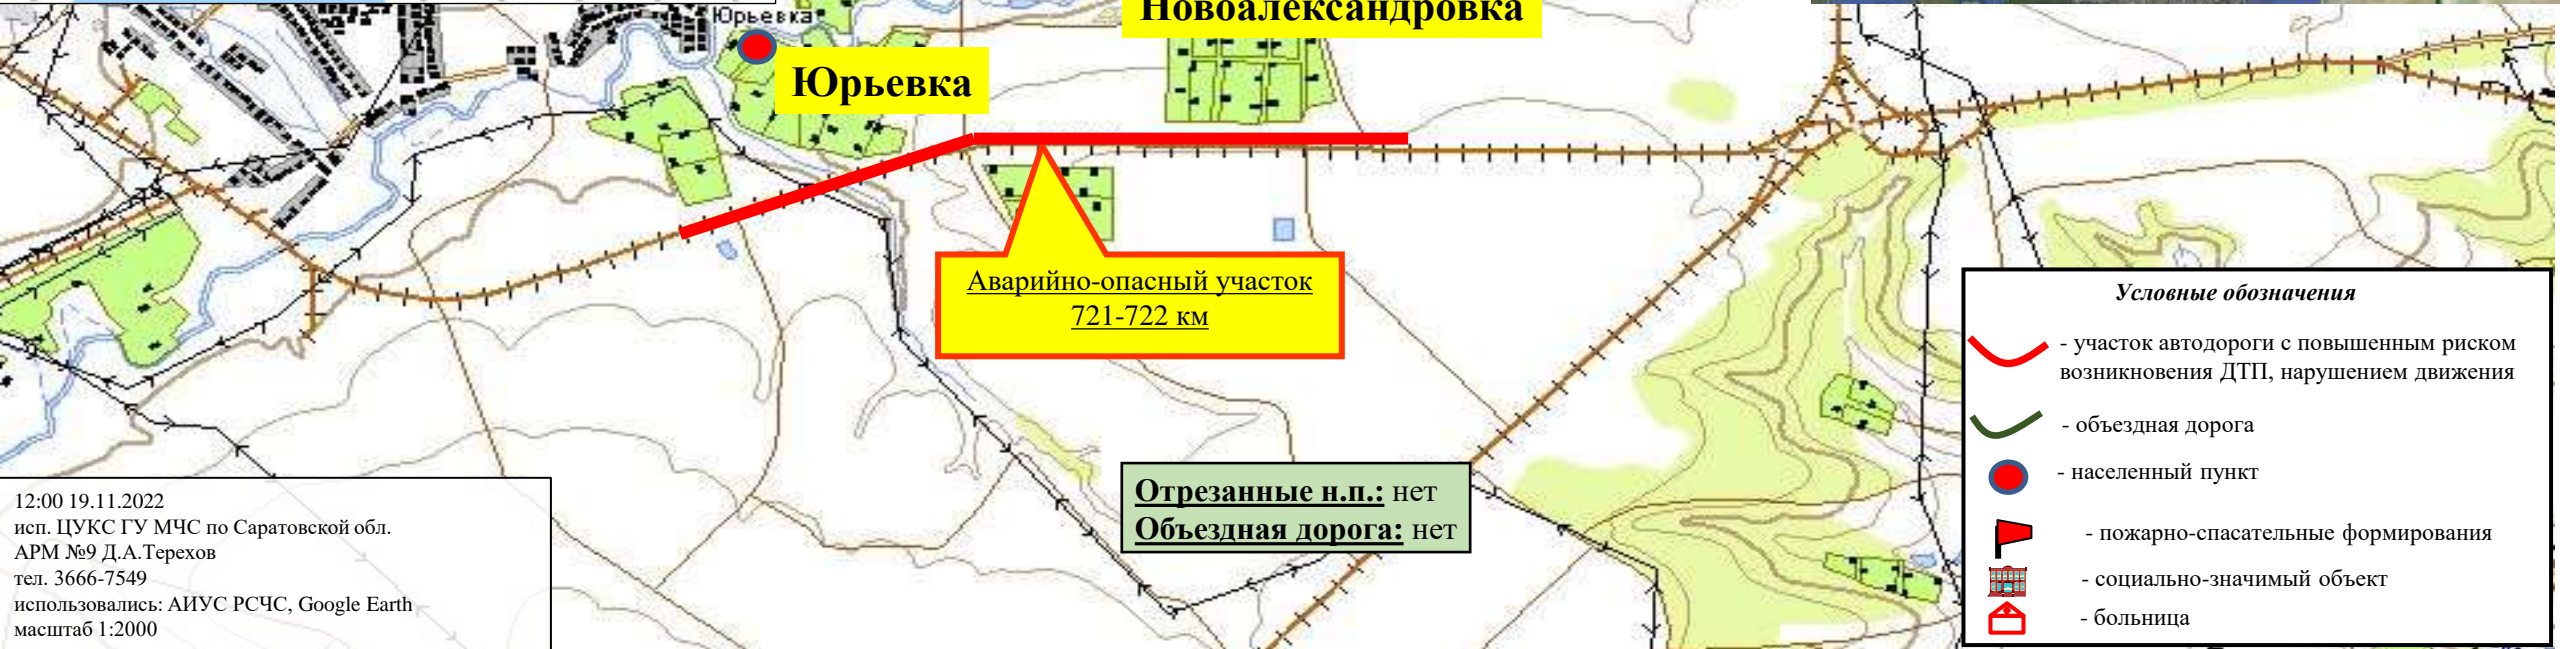 Юрьевка
Новоалександровка
Юрьевка
Аварийно-опасный участок
721-722 км
Условные обозначения
- участок автодороги с повышенным риском
возникновения ДТП, нарушением движения
- объездная дорога
- населенный пункт
- пожарно-спасательные формирования
- социально-значимый объект
- больница
Отрезанные н.п.: нет
Объездная дорога: нет
12:00 19.11.2022
исп. ЦУКС ГУ МЧС по Саратовской обл.
АРМ №9 Д.А.Терехов
тел. 3666-7549
использовались: АИУС РСЧС, Google Earth
масштаб 1:2000